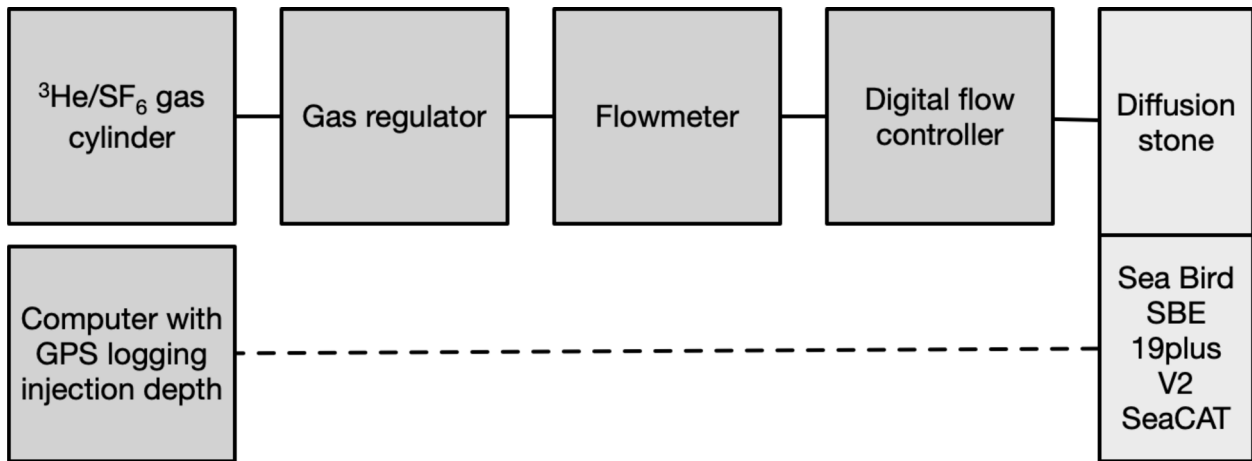 ³He/SF₆ gas
cylinder
Gas regulator
Flowmeter
Digital flow
controller
Diffusion
stone
Computer with
GPS logging
injection depth
Sea Bird
SBE
19plus
V2
SeaCAT